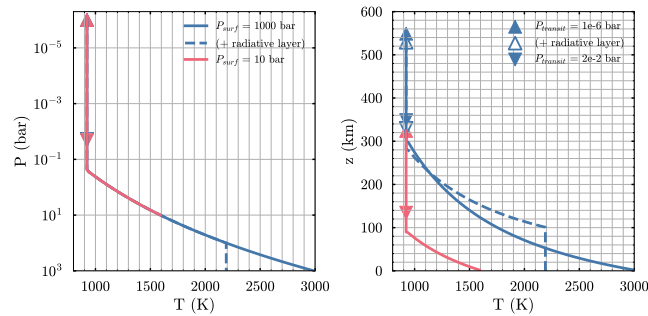 P_surf = 1000 bar
(+ radiative layer)
P_surf = 10 bar
10^-5
10^-3
10^-1
10^1
10^3
P (bar)
1000 1500 2000 2500 3000
T (K)
P_transit = 1e-6 bar
(+ radiative layer)
P_transit = 2e-2 bar
600
500
400
300
200
100
0
z (km)
1000 1500 2000 2500 3000
T (K)